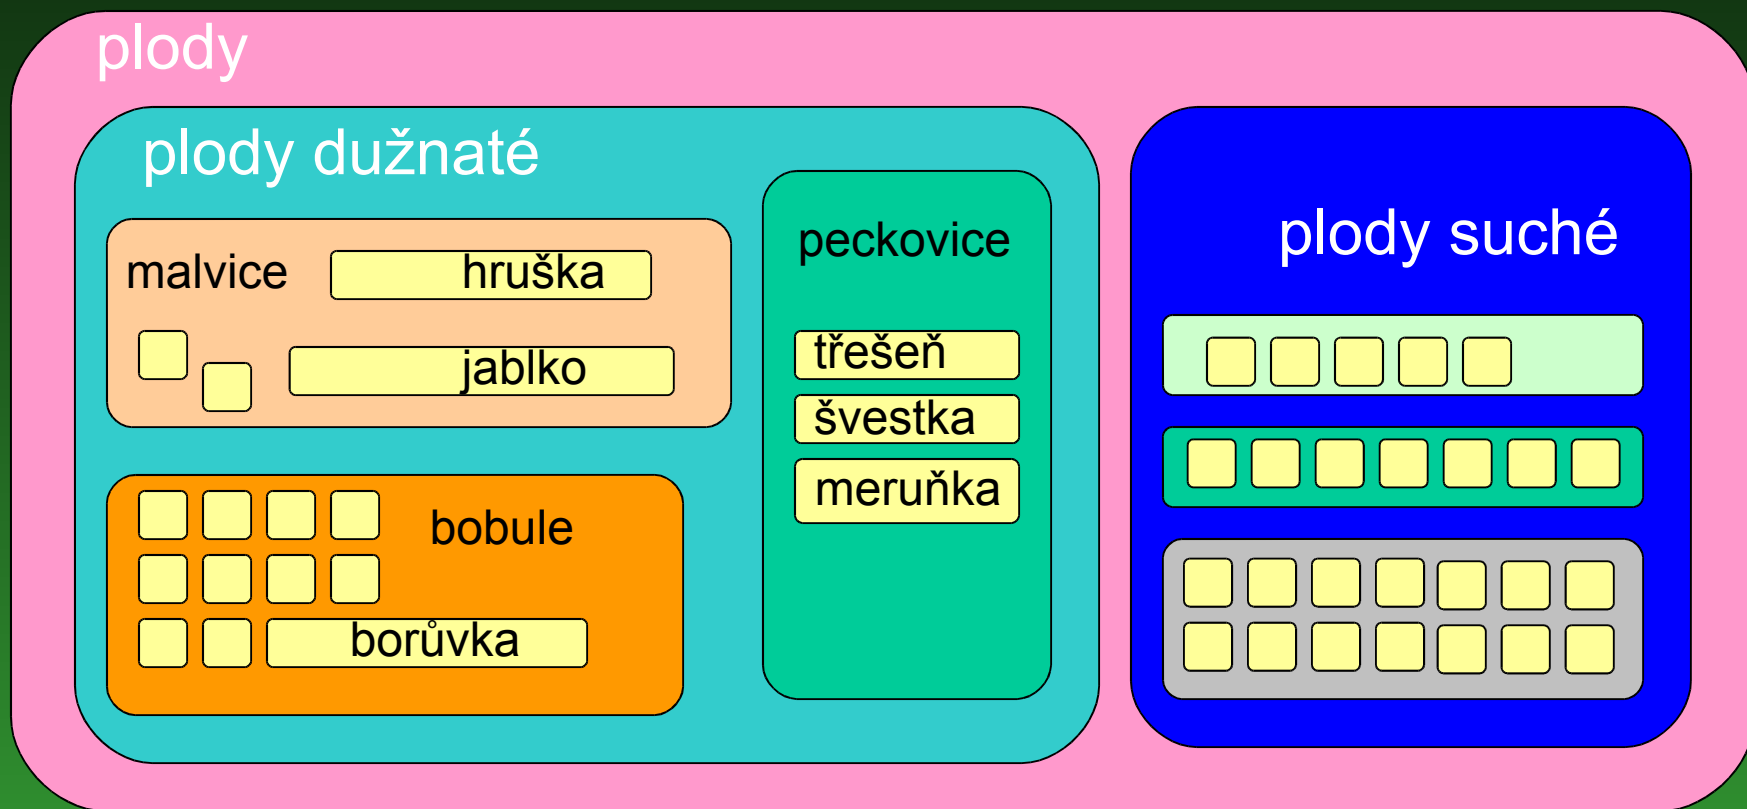 plody
plody dužnaté
malvice
hruška
jablko
bobule
borůvka
peckovice
třešeň
švestka
meruňka
plody suché